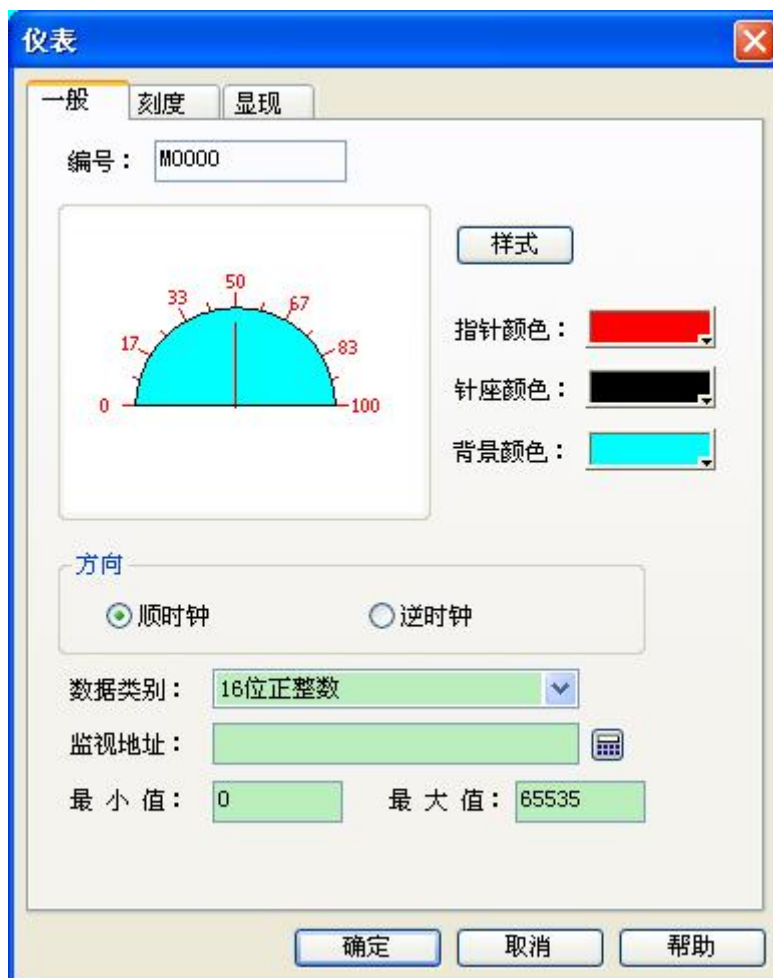 仪表
一般 刻度 显现
编号： M0000
样式
50
33 67
17 83
0 100
指针颜色：
针座颜色：
背景颜色：
方向
顺时钟 逆时钟
数据类别： 16位正整数
监视地址：
最 小 值： 0 最 大 值： 65535
确定 取消 帮助